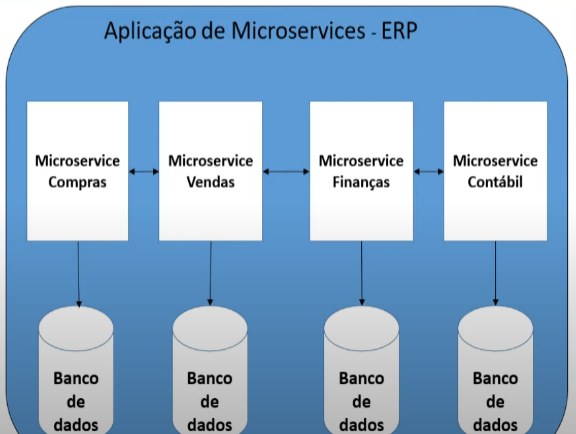 Aplicação de Microservices - ERP
Microservice
Compras
Microservice
Vendas
Microservice
Finanças
Microservice
Contábil
Banco
de
dados
Banco
de
dados
Banco
de
dados
Banco
de
dados